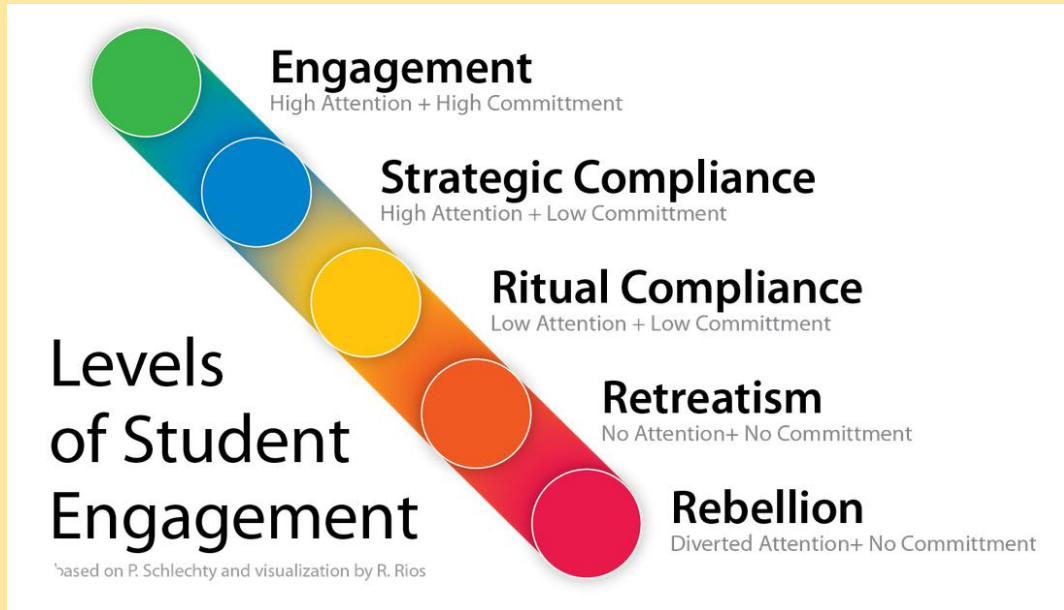 Engagement
High Attention + High Committment
Strategic Compliance
High Attention + Low Committment
Ritual Compliance
Low Attention + Low Committment
Retreatism
No Attention+ No Committment
Rebellion
Diverted Attention+ No Committment
Levels
of Student
Engagement
based on P. Schlechty and visualization by R. Rios